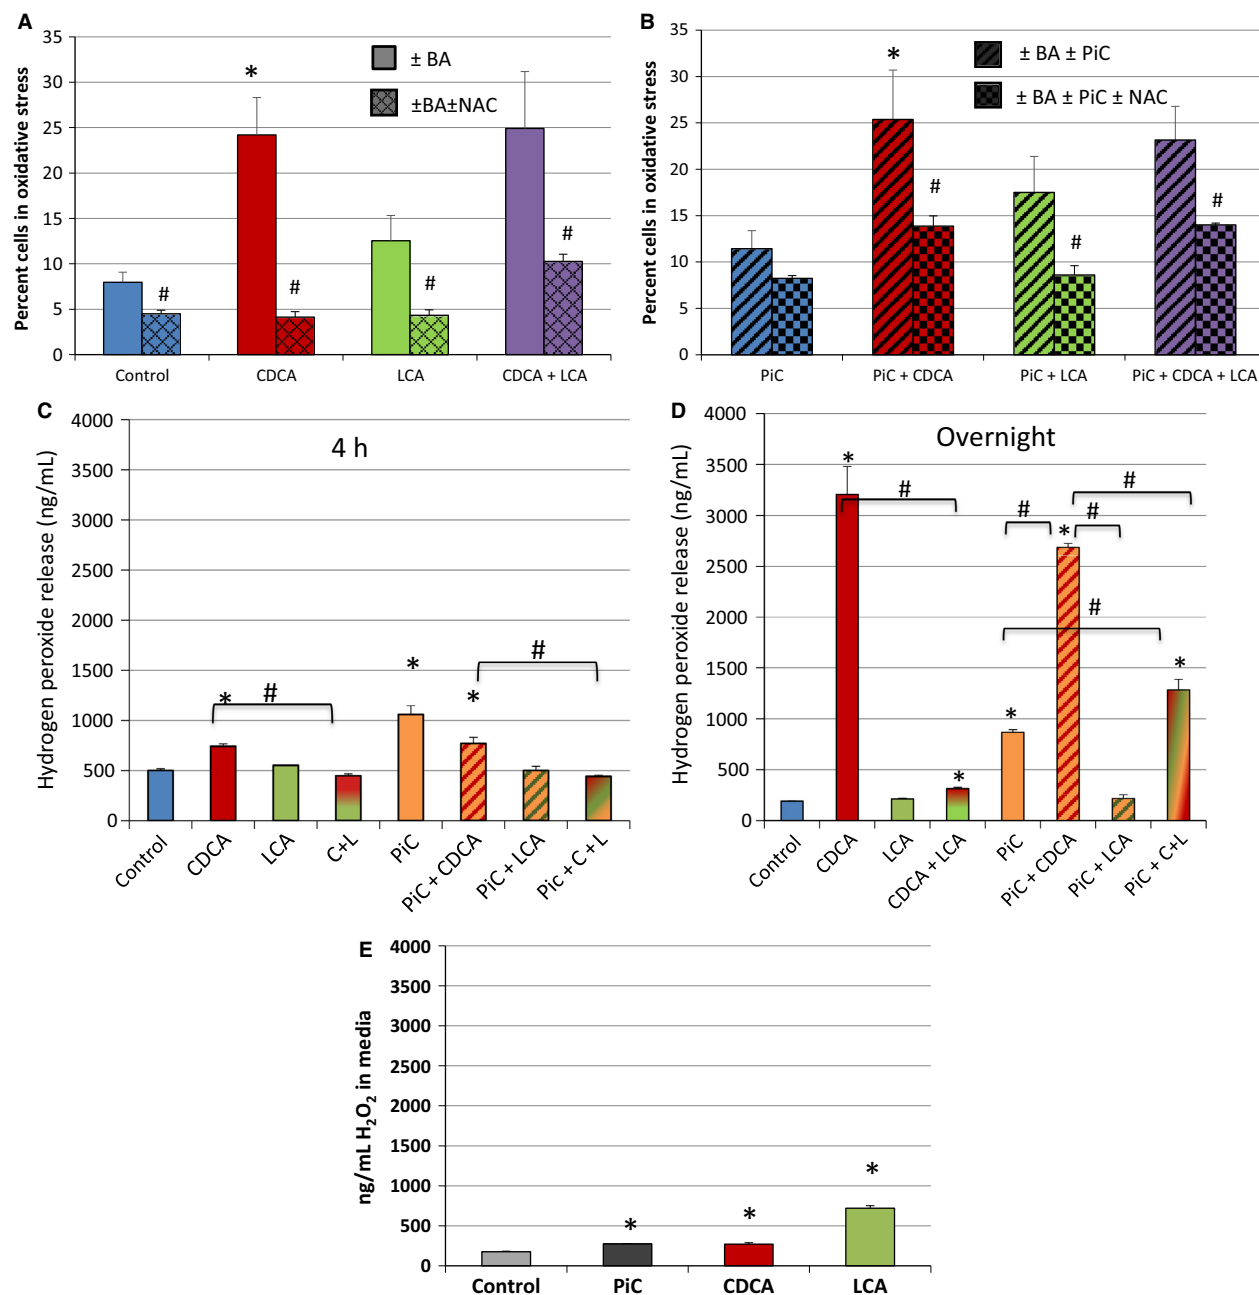 A
Percent cells in oxidative stress
35
30
25
20
15
10
5
0
± BA
±BA±NAC
*
#
#
#
#
Control
CDCA
LCA
CDCA + LCA
B
Percent cells in oxidative stress
35
30
25
20
15
10
5
0
± BA ± PiC
± BA ± PiC ± NAC
*
#
#
#
PiC
PiC + CDCA
PiC + LCA
PiC + CDCA + LCA
C
Hydrogen peroxide release (ng/mL)
4 h
4000
3500
3000
2500
2000
1500
1000
500
0
*
#
*
*
#
Control
CDCA
LCA
C+L
PiC
PiC + CDCA
PiC + LCA
Pic + C +L
D
Hydrogen peroxide release (ng/mL)
Overnight
4000
3500
3000
2500
2000
1500
1000
500
0
*
#
*
*
#
*
#
#
#
*
Control
CDCA
LCA
CDCA + LCA
PiC
PiC + CDCA
PiC + LCA
PiC + C+L
E
ng/mL H₂O₂ in media
4000
3500
3000
2500
2000
1500
1000
500
0
*
*
*
Control
PiC
CDCA
LCA